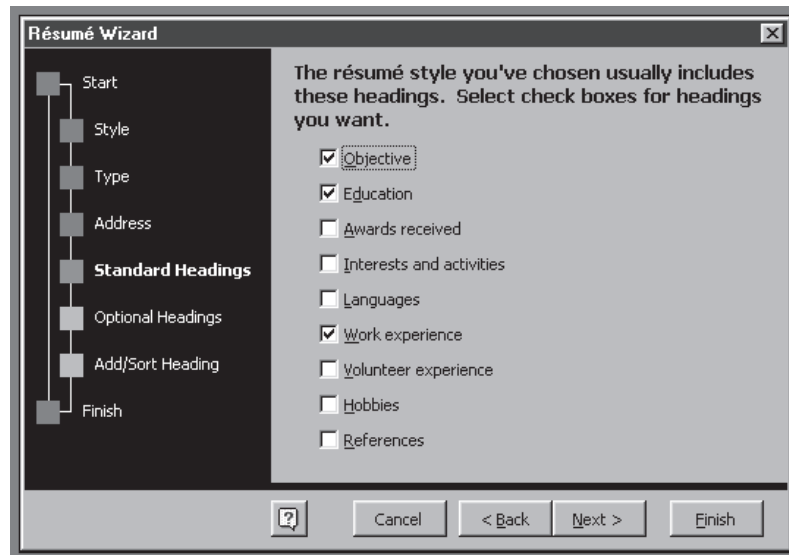 Résumé Wizard
Start
Style
Type
Address
Standard Headings
Optional Headings
Add/Sort Heading
Finish
The résumé style you've chosen usually includes
these headings. Select check boxes for headings
you want.
Objective
Education
Awards received
Interests and activities
Languages
Work experience
Volunteer experience
Hobbies
References
? Cancel < Back Next > Finish